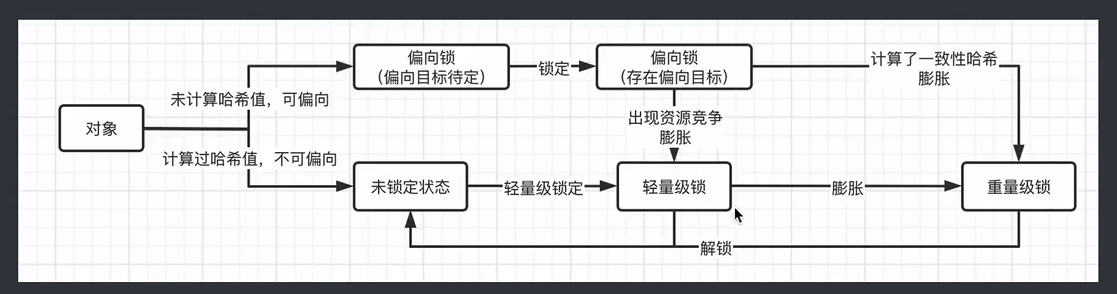 偏向锁
（偏向目标待定）
锁定
偏向锁
（存在偏向目标）
计算了一致性哈希
膨胀
未计算哈希值，可偏向
对象
出现资源竞争
膨胀
计算过哈希值，不可偏向
未锁定状态
轻量级锁定
轻量级锁
膨胀
重量级锁
解锁